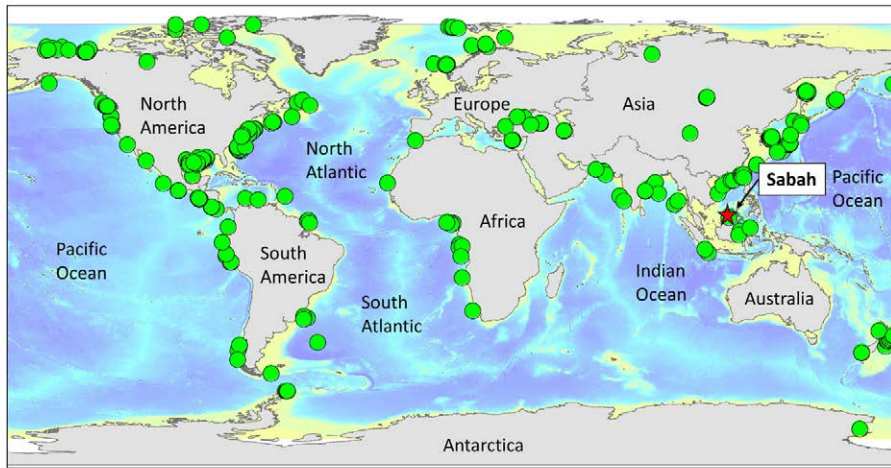 North
America
Europe
Asia
North
Atlantic
Sabah
Pacific
Ocean
Africa
Pacific
Ocean
South
America
Indian
Ocean
South
Atlantic
Australia
Antarctica